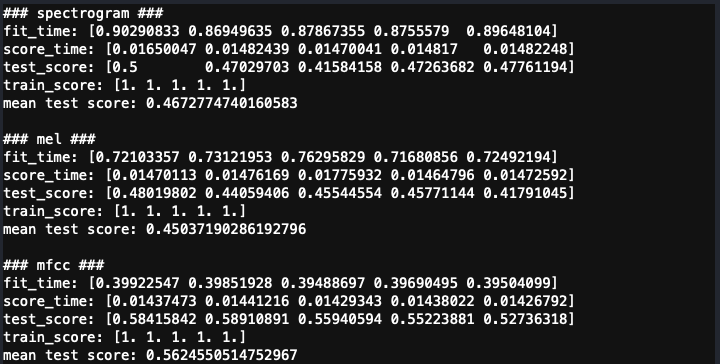 ### spectrogram ###
fit_time: [0.90290833 0.86949635 0.87867355 0.8755579  0.89648104]
score_time: [0.01650047 0.01482439 0.01470041 0.014817   0.01482248]
test_score: [0.5        0.47029703 0.41584158 0.47263682 0.47761194]
train_score: [1. 1. 1. 1. 1.]
mean test score: 0.4672774740160583

### mel ###
fit_time: [0.72103357 0.73121953 0.76295829 0.71680856 0.72492194]
score_time: [0.01470113 0.01476169 0.01775932 0.01464796 0.01472592]
test_score: [0.48019802 0.44059406 0.45544554 0.45771144 0.41791045]
train_score: [1. 1. 1. 1. 1.]
mean test score: 0.45037190286192796

### mfcc ###
fit_time: [0.39922547 0.39851928 0.39488697 0.39690495 0.39504099]
score_time: [0.01437473 0.01441216 0.01429343 0.01438022 0.01426792]
test_score: [0.58415842 0.58910891 0.55940594 0.55223881 0.52736318]
train_score: [1. 1. 1. 1. 1.]
mean test score: 0.5624550514752967